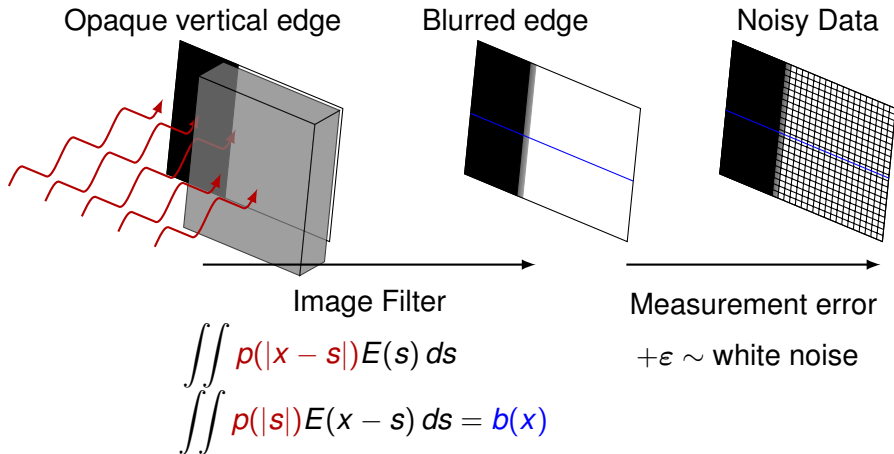 Opaque vertical edge
Blurred edge
Noisy Data
Image Filter
Measurement error
∬ p(|x − s|)E(s) ds
+ε ∼ white noise
∬ p(|s|)E(x − s) ds = b(x)